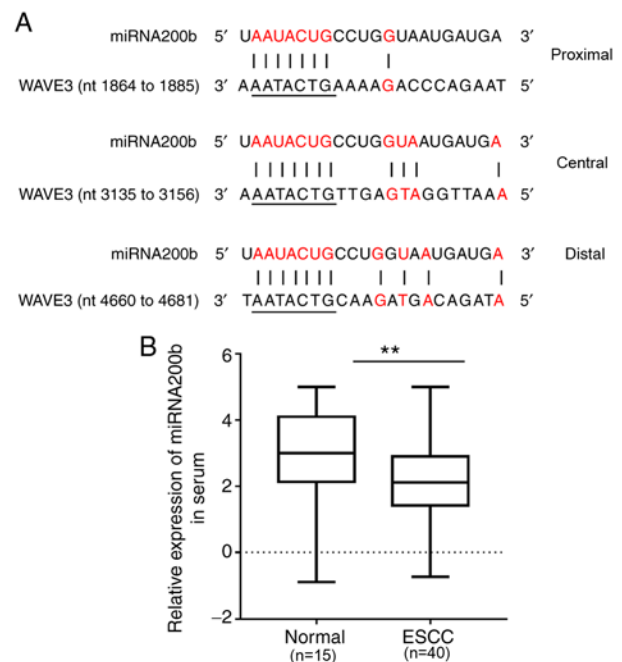 A
miRNA200b 5′ UAAUACUGCCUGGUAAUGAUGA 3′
Proximal
WAVE3 (nt 1864 to 1885) 3′ AAATACTGAAAAGACCCAGAAT 5′
miRNA200b 5′ UAAUACUGCCUGGUAAUGAUGA 3′
Central
WAVE3 (nt 3135 to 3156) 3′ AAATACTGTTGAGTAGGTTAAA 5′
miRNA200b 5′ UAAUACUGCCUGGUAAUGAUGA 3′ Distal
WAVE3 (nt 4660 to 4681) 3′ TAATACTGCAAGATGACAGATA 5′
B
**
Relative expression of miRNA200b
in serum
6
4
2
0
−2
Normal ESCC
(n=15) (n=40)